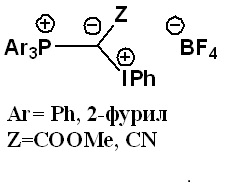 Z
⊕ ⊖ ⊖
Ar3P BF4
⊕
IPh
Ar = Ph, 2-фурил
Z=COOMe, CN
.